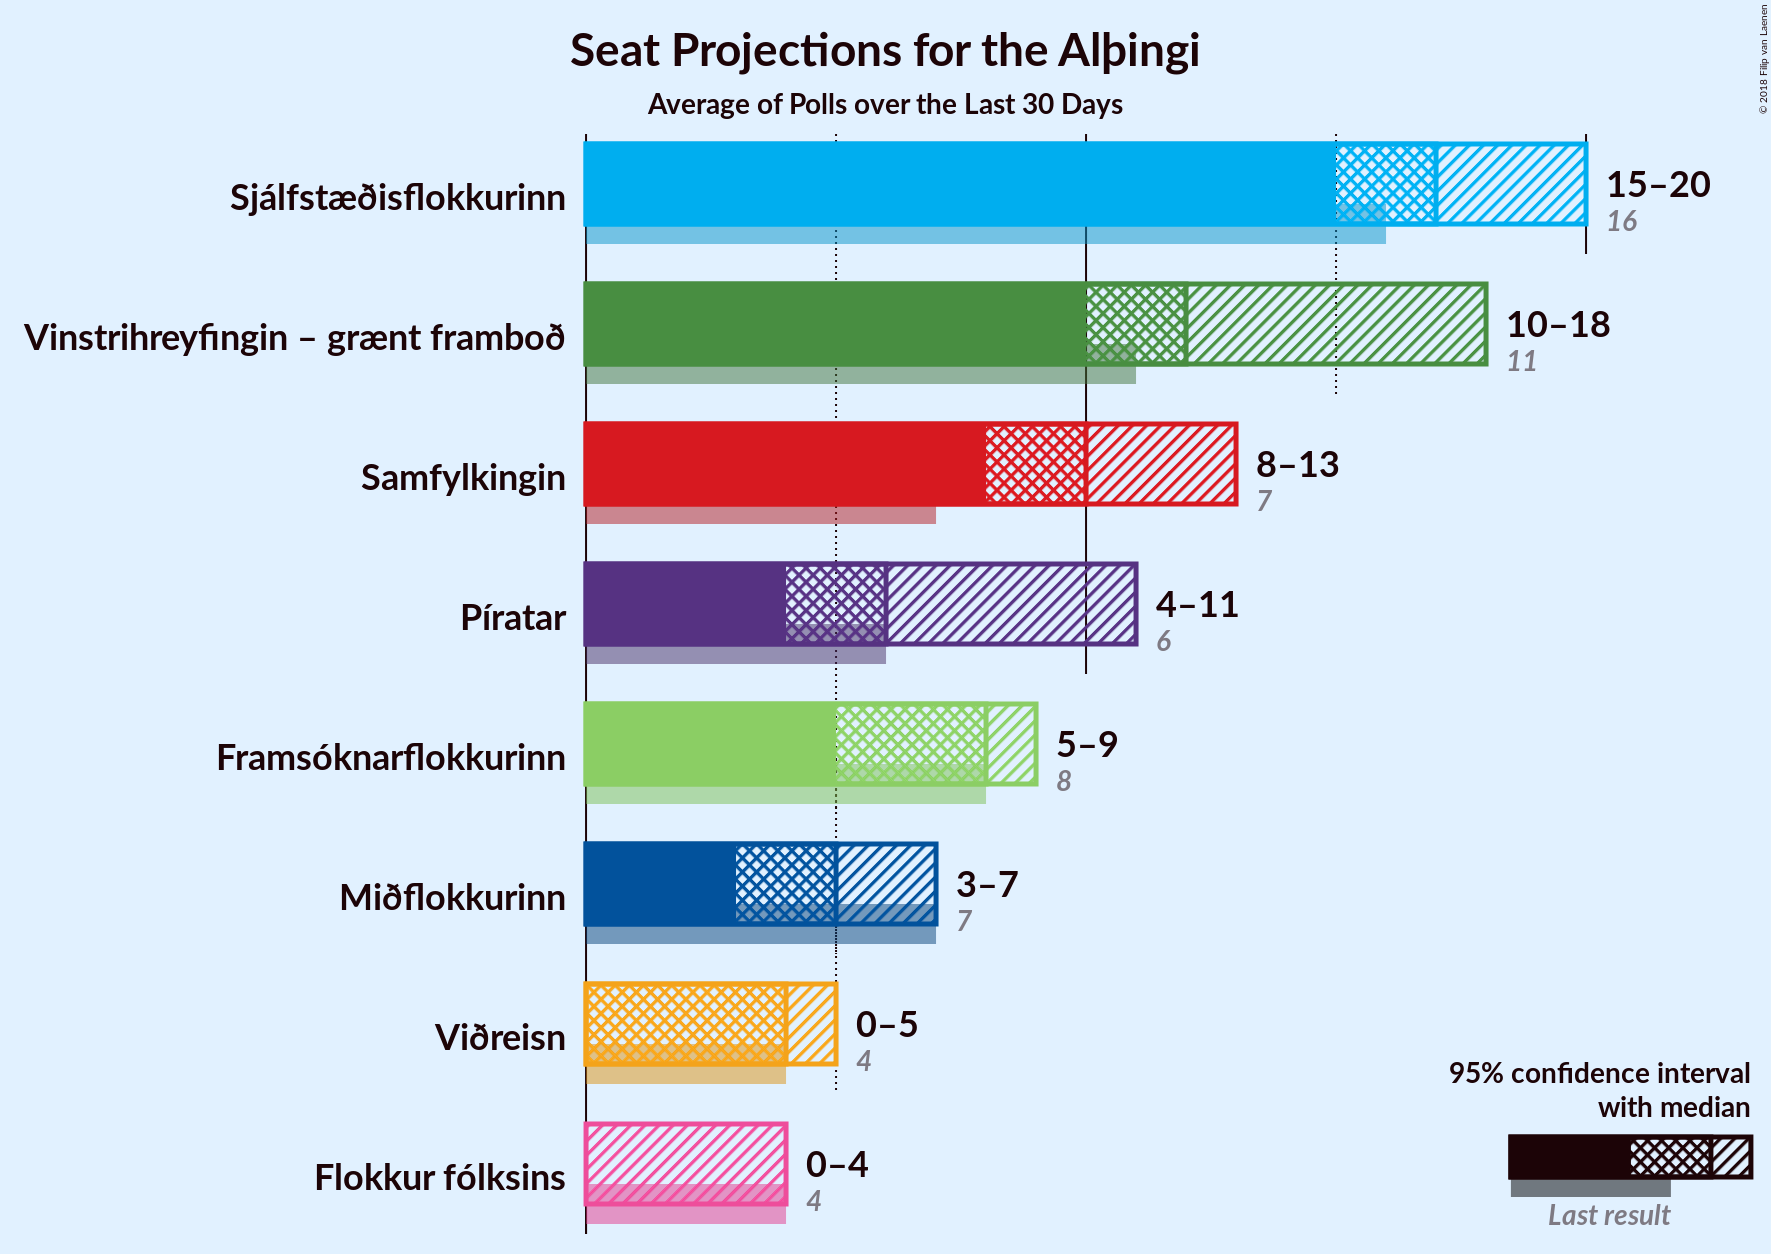 Seat Projections for the Alþingi
Average of Polls over the Last 30 Days
© 2018 Filip van Laenen
Sjálfstæðisflokkurinn
15–20
16
Vinstrihreyfingin – grænt framboð
10–18
11
Samfylkingin
8–13
7
Píratar
4–11
6
Framsóknarflokkurinn
5–9
8
Miðflokkurinn
3–7
7
Viðreisn
0–5
4
Flokkur fólksins
0–4
4
95% confidence interval
with median
Last result